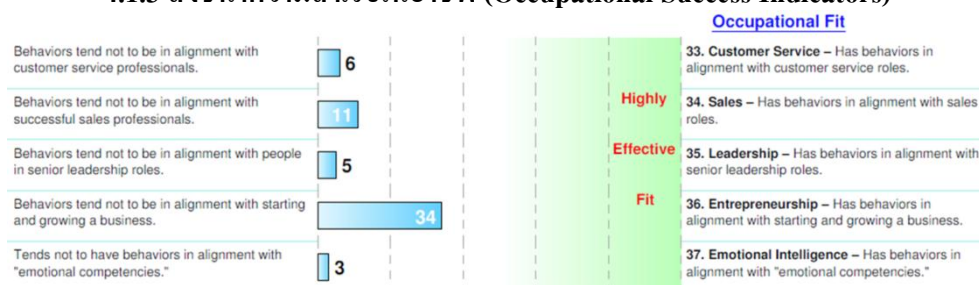 (Occupational Success Indicators)
Occupational Fit
Behaviors tend not to be in alignment with
customer service professionals.
6
33. Customer Service – Has behaviors in
alignment with customer service roles.
Behaviors tend not to be in alignment with
successful sales professionals.
11
Highly
34. Sales – Has behaviors in alignment with sales
roles.
Behaviors tend not to be in alignment with people
in senior leadership roles.
5
Effective
35. Leadership – Has behaviors in alignment with
senior leadership roles.
Behaviors tend not to be in alignment with starting
and growing a business.
34
Fit
36. Entrepreneurship – Has behaviors in
alignment with starting and growing a business.
Tends not to have behaviors in alignment with
"emotional competencies."
3
37. Emotional Intelligence – Has behaviors in
alignment with "emotional competencies."